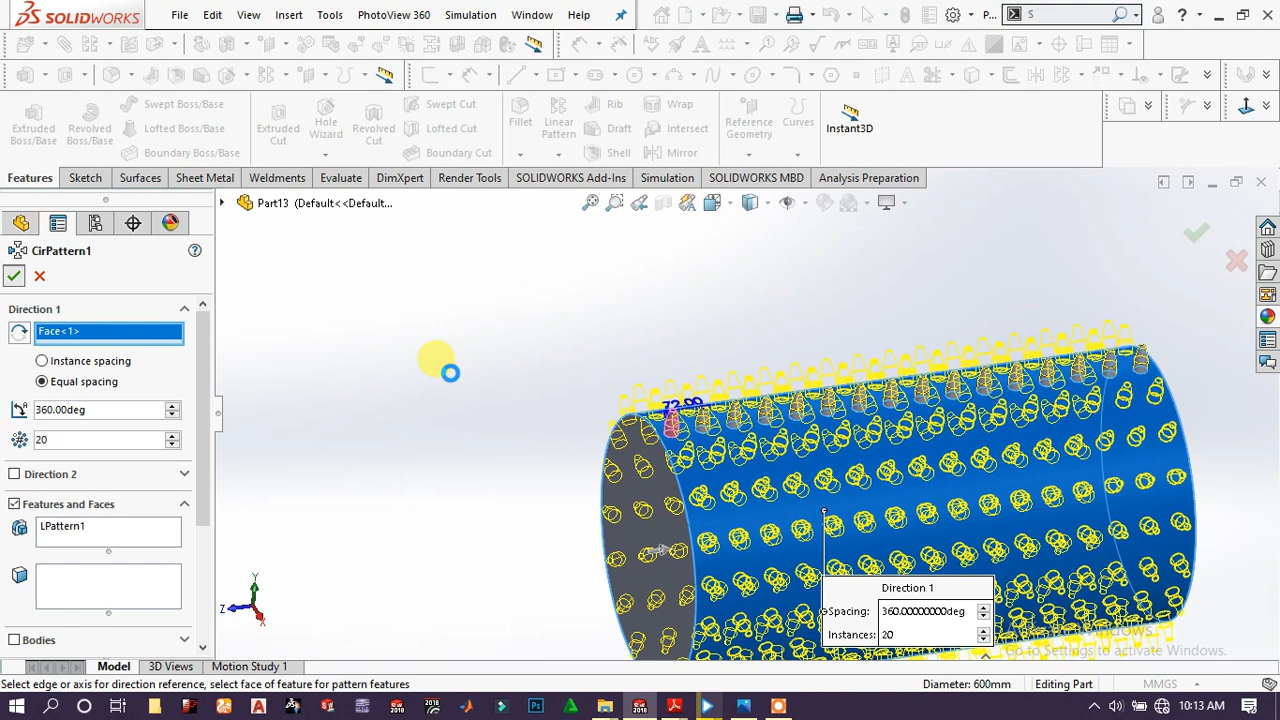 SOLIDWORKS File Edit View Insert Tools PhotoView 360 Simulation Window Help P... S ?
Extruded Boss/Base Revolved Boss/Base Swept Boss/Base Lofted Boss/Base Boundary Boss/Base Extruded Cut Hole Wizard Revolved Cut Swept Cut Lofted Cut Boundary Cut Fillet Linear Pattern Rib Draft Shell Wrap Intersect Mirror Reference Geometry Curves Instant3D
Features Sketch Surfaces Sheet Metal Weldments Evaluate DimXpert Render Tools SOLIDWORKS Add-Ins Simulation SOLIDWORKS MBD Analysis Preparation
Part13 (Default<<Default...
CirPattern1
Direction 1
Face<1>
Instance spacing
Equal spacing
360.00deg
20
Direction 2
Features and Faces
LPattern1
Bodies
72.00
Direction 1
Spacing: 360.00000000deg
Instances: 20
Y
Z
X
Activate Windows
Go to Settings to activate Windows.
Model 3D Views Motion Study 1
Select edge or axis for direction reference, select face of feature for pattern features Diameter: 600mm Editing Part MMGS
10:13 AM